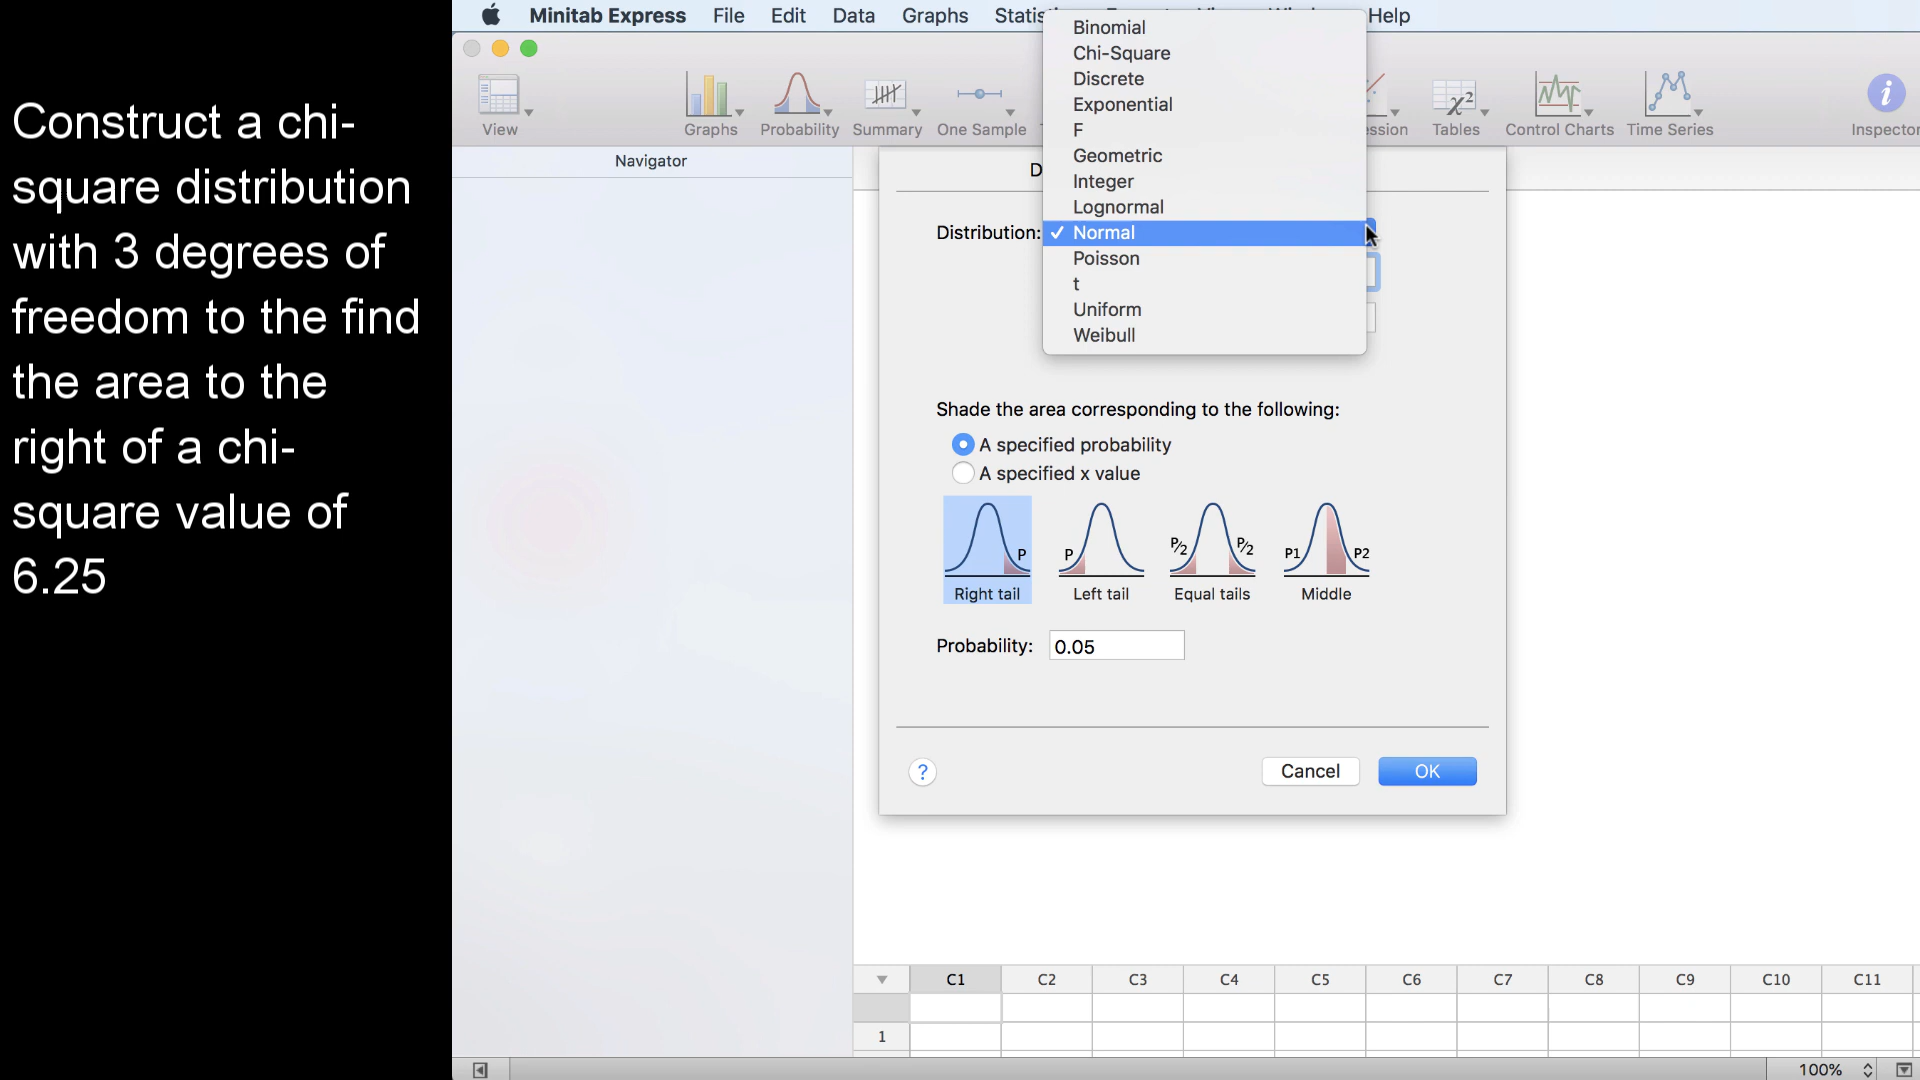 Construct a chi-
square distribution
with 3 degrees of
freedom to the find
the area to the
right of a chi-
square value of
6.25
Minitab Express File Edit Data Graphs Help
View Graphs Probability Summary One Sample Tables Control Charts Time Series Inspector
Navigator
Distribution:
Binomial
Chi-Square
Discrete
Exponential
F
Geometric
Integer
Lognormal
✓ Normal
Poisson
t
Uniform
Weibull
Shade the area corresponding to the following:
A specified probability
A specified x value
P P P/2 P/2 P1 P2
Right tail Left tail Equal tails Middle
Probability: 0.05
? Cancel OK
C1 C2 C3 C4 C5 C6 C7 C8 C9 C10 C11
1
100%